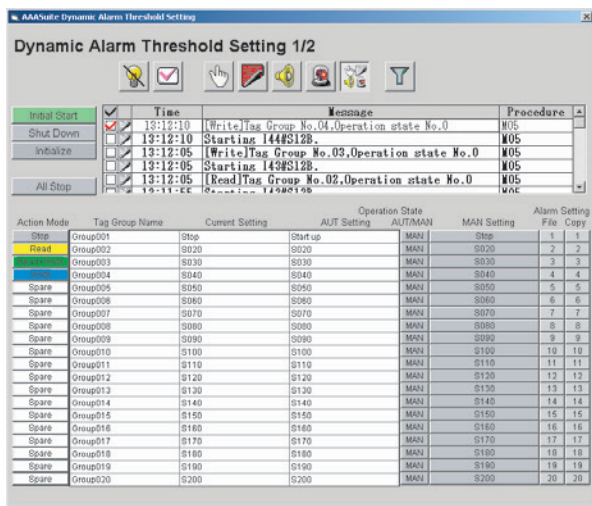 AAASuite Dynamic Alarm Threshold Setting
Dynamic Alarm Threshold Setting 1/2
Initial Start
Shut Down
Initialize
All Stop
Time Message Procedure
13:12:10 [Write]Tag Group No.04,Operation state No.0 M05
13:12:10 Starting I44#S12B. M05
13:12:05 [Write]Tag Group No.03,Operation state No.0 M05
13:12:05 Starting I43#S12B. M05
13:12:05 [Read]Tag Group No.02,Operation state No.0 M05
Operation State Alarm Setting
Action Mode Tag Group Name Current Setting AUT Setting AUT/MAN MAN Setting File Copy
Stop Group001 Stop Start up MAN Stop 1 1
Read Group002 S020 S020 MAN S020 2 2
Group003 S030 S030 MAN S030 3 3
Group004 S040 S040 MAN S040 4 4
Spare Group005 S050 S050 MAN S050 5 5
Spare Group006 S060 S060 MAN S060 6 6
Spare Group007 S070 S070 MAN S070 7 7
Spare Group008 S080 S080 MAN S080 8 8
Spare Group009 S090 S090 MAN S090 9 9
Spare Group010 S100 S100 MAN S100 10 10
Spare Group011 S110 S110 MAN S110 11 11
Spare Group012 S120 S120 MAN S120 12 12
Spare Group013 S130 S130 MAN S130 13 13
Spare Group014 S140 S140 MAN S140 14 14
Spare Group015 S150 S150 MAN S150 15 15
Spare Group016 S160 S160 MAN S160 16 16
Spare Group017 S170 S170 MAN S170 17 17
Spare Group018 S180 S180 MAN S180 18 18
Spare Group019 S190 S190 MAN S190 19 19
Spare Group020 S200 S200 MAN S200 20 20